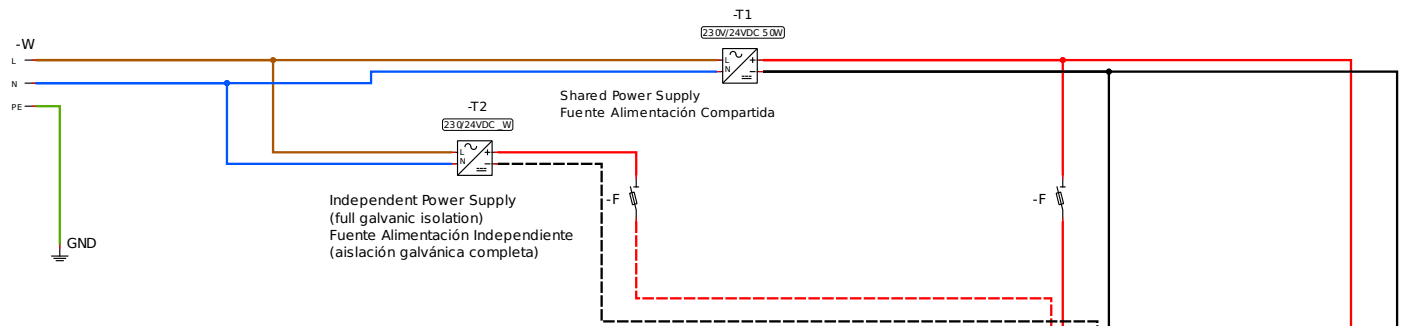 -T1
230V/24VDC 50W
-W
L
N
PE
L
N
+
−
Shared Power Supply
Fuente Alimentación Compartida
-T2
230/24VDC _W
L
N
+
−
Independent Power Supply
(full galvanic isolation)
Fuente Alimentación Independiente
(aislación galvánica completa)
-F
-F
GND